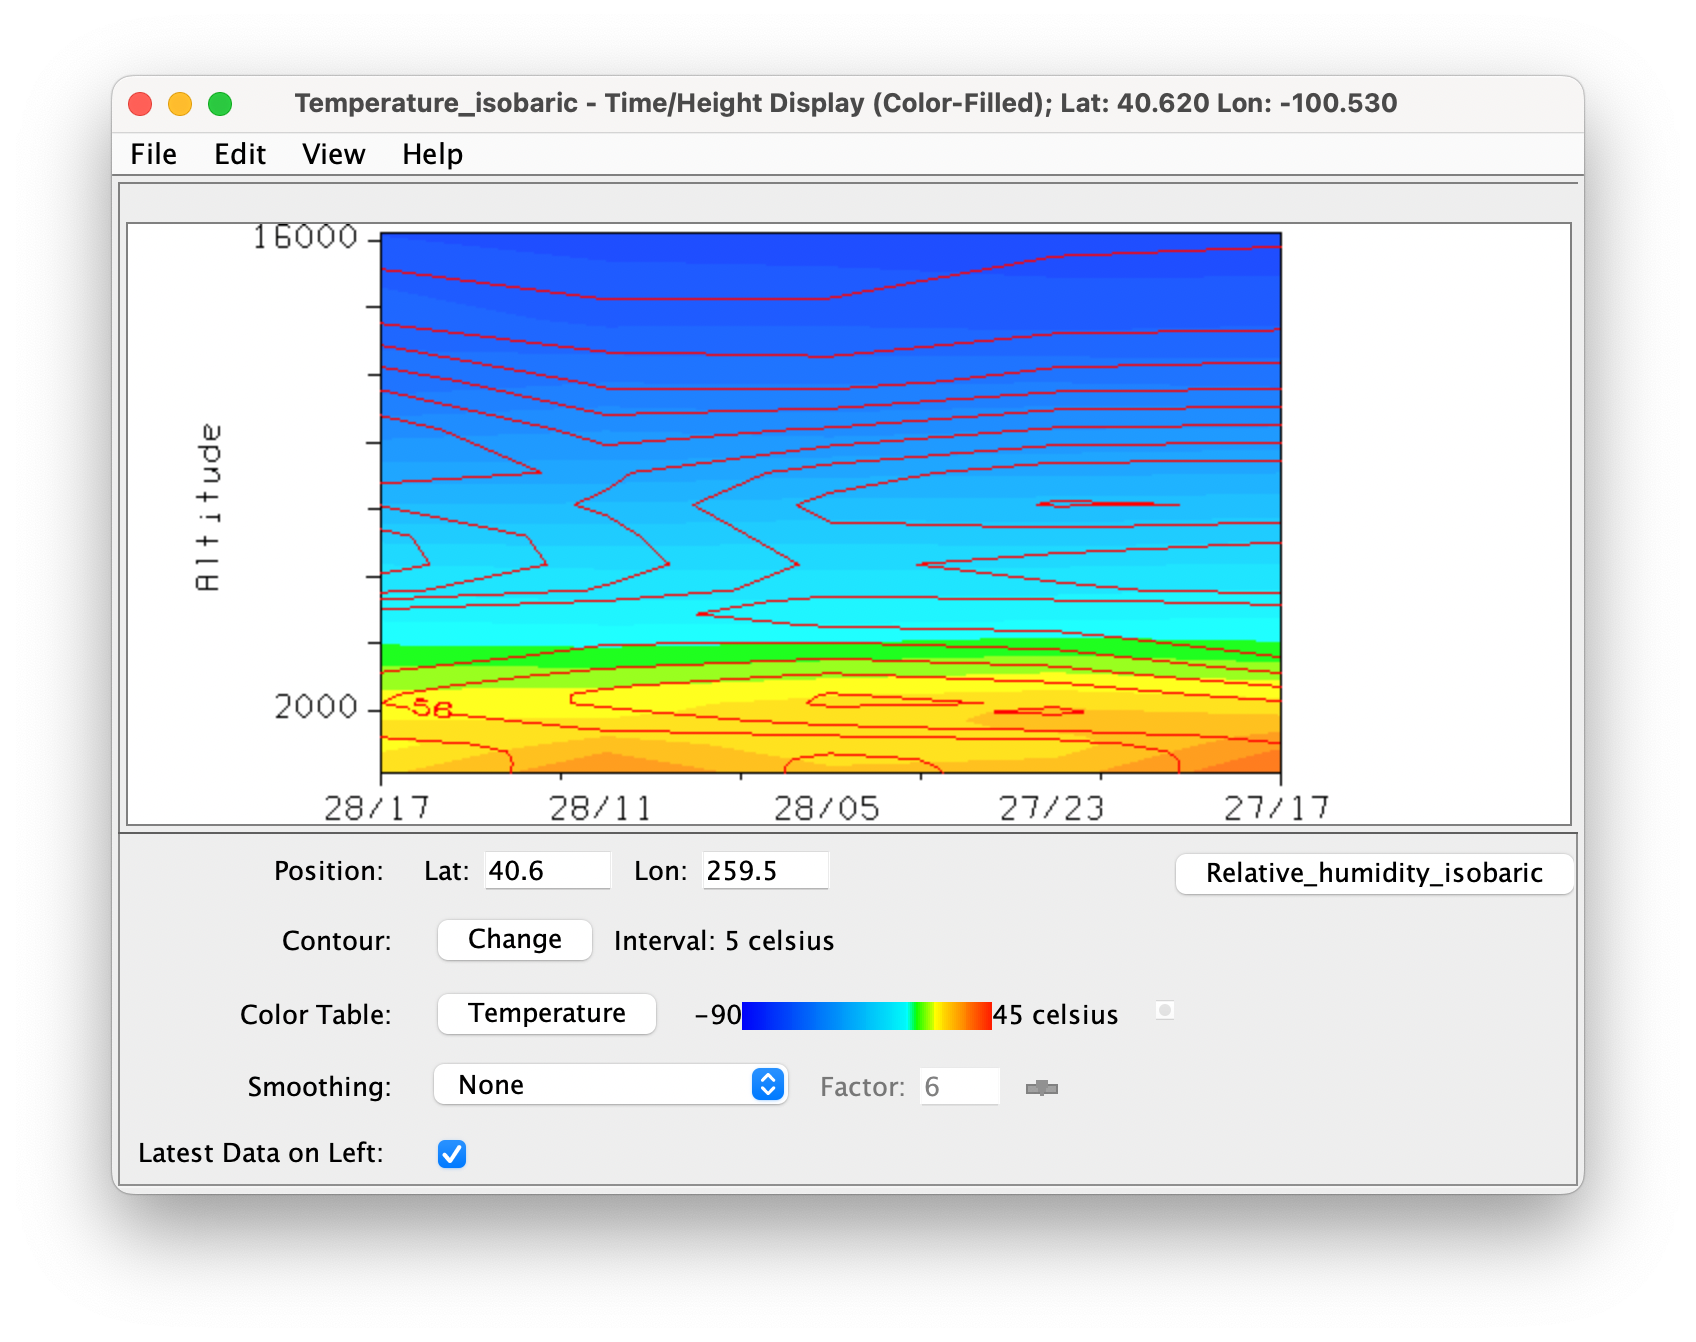 Temperature_isobaric - Time/Height Display (Color-Filled); Lat: 40.620 Lon: -100.530
File Edit View Help
16000
Altitude
2000
56
28/17 28/11 28/05 27/23 27/17
Position: Lat: 40.6 Lon: 259.5 Relative_humidity_isobaric
Contour: Change Interval: 5 celsius
Color Table: Temperature -90 45 celsius
Smoothing: None Factor: 6
Latest Data on Left: